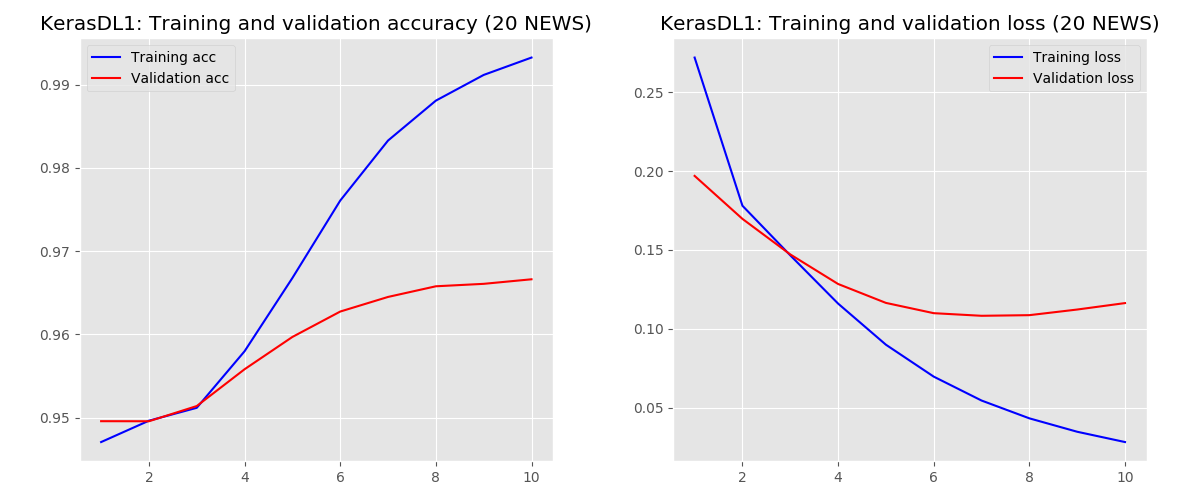 KerasDL1: Training and validation accuracy (20 NEWS)
Training acc
Validation acc
0.99
0.98
0.97
0.96
0.95
2 4 6 8 10
KerasDL1: Training and validation loss (20 NEWS)
Training loss
Validation loss
0.25
0.20
0.15
0.10
0.05
2 4 6 8 10